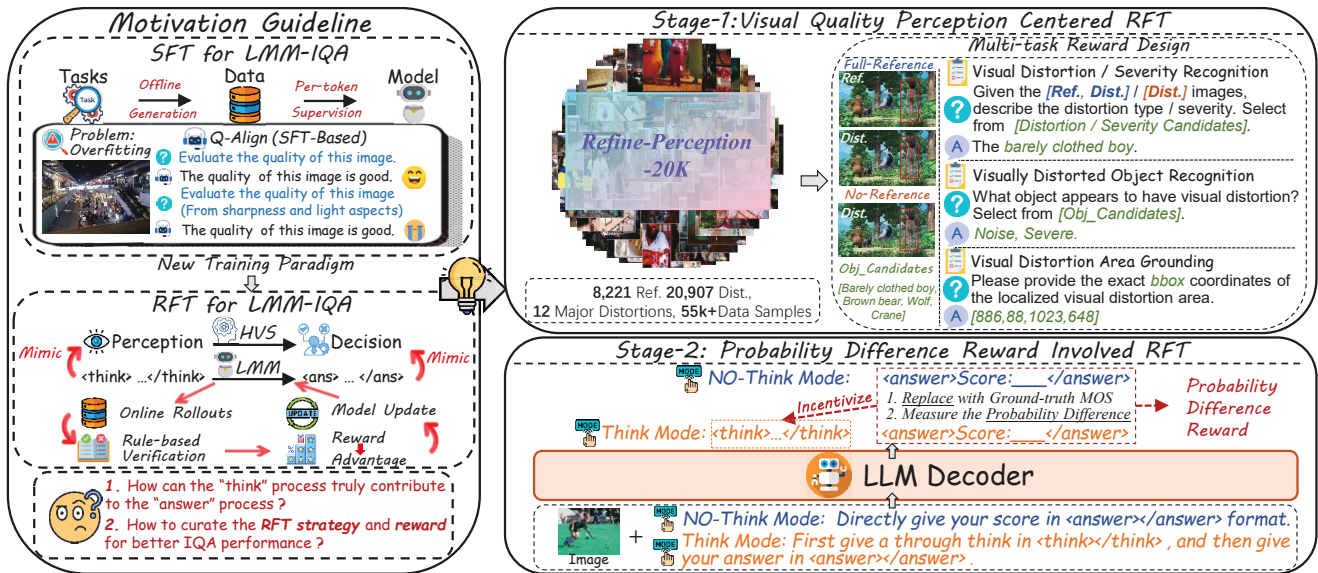 Motivation Guideline
SFT for LMM-IQA
Tasks
Data
Model
Task
Offline
Generation
Per-token
Supervision
Problem:
Overfitting
Q-Align (SFT-Based)
Evaluate the quality of this image.
The quality of this image is good.
Evaluate the quality of this image
(From sharpness and light aspects)
The quality of this image is good.
New Training Paradigm
RFT for LMM-IQA
Perception
HVS
Decision
Mimic
Mimic
<think> ...</think>
LMM
<ans> ... </ans>
Online Rollouts
UPDATE
Model Update
Rule-based
Verification
Reward
Advantage
1. How can the “think” process truly contribute
to the “answer” process ?
2. How to curate the RFT strategy and reward
for better IQA performance ?
Stage-1:Visual Quality Perception Centered RFT
Refine-Perception
-20K
8,221 Ref. 20,907 Dist.,
12 Major Distortions, 55k+Data Samples
Multi-task Reward Design
Full-Reference
Ref.
Dist.
No-Reference
Dist.
Obj_Candidates
[Barely clothed boy,
Brown bear, Wolf,
Crane]
Visual Distortion / Severity Recognition
Given the [Ref., Dist.] / [Dist.] images,
describe the distortion type / severity. Select
from [Distortion / Severity Candidates].
A The barely clothed boy.
Visually Distorted Object Recognition
What object appears to have visual distortion?
Select from [Obj_Candidates].
A Noise, Severe.
Visual Distortion Area Grounding
Please provide the exact bbox coordinates of
the localized visual distortion area.
A [886,88,1023,648]
Stage-2: Probability Difference Reward Involved RFT
MODE NO-Think Mode: <answer>Score:____</answer>
Incentivize
1. Replace with Ground-truth MOS
2. Measure the Probability Difference
MODE Think Mode: <think>...</think> <answer>Score:____</answer>
Probability
Difference
Reward
LLM Decoder
Image
+
MODE NO-Think Mode: Directly give your score in <answer></answer> format.
MODE Think Mode: First give a through think in <think></think> , and then give
your answer in <answer></answer> .